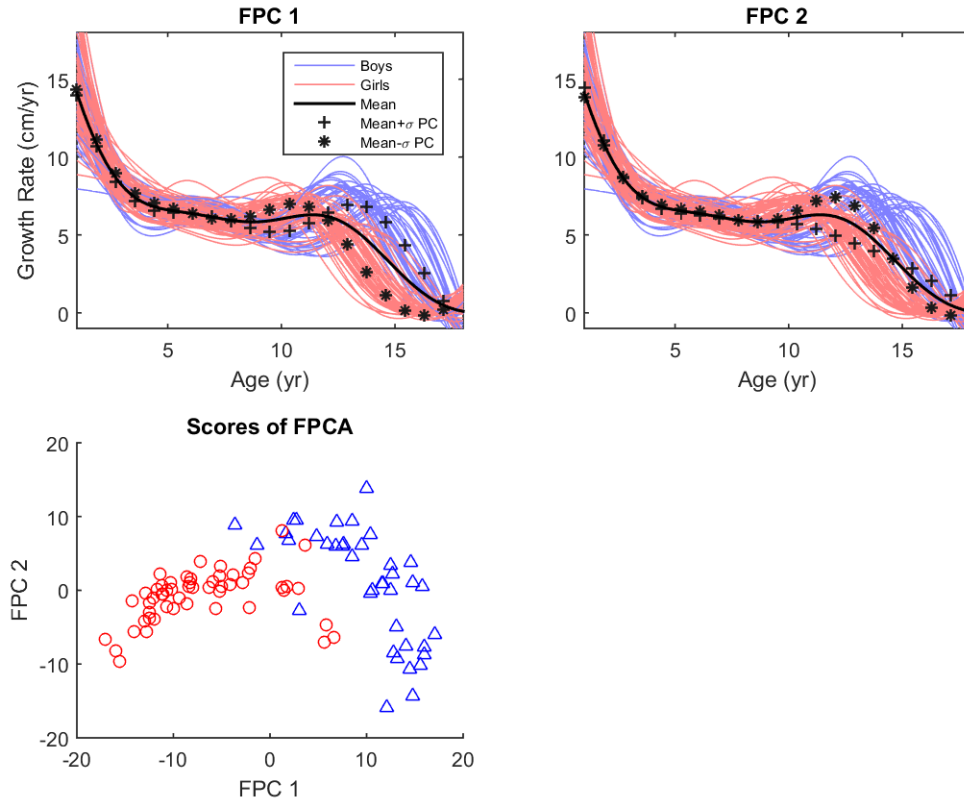 FPC 1
Growth Rate (cm/yr)
15
10
5
0
5
10
15
Age (yr)
Boys
Girls
Mean
Mean+σ PC
Mean-σ PC
FPC 2
15
10
5
0
5
10
15
Age (yr)
Scores of FPCA
FPC 2
20
10
0
-10
-20
-20
-10
0
10
20
FPC 1